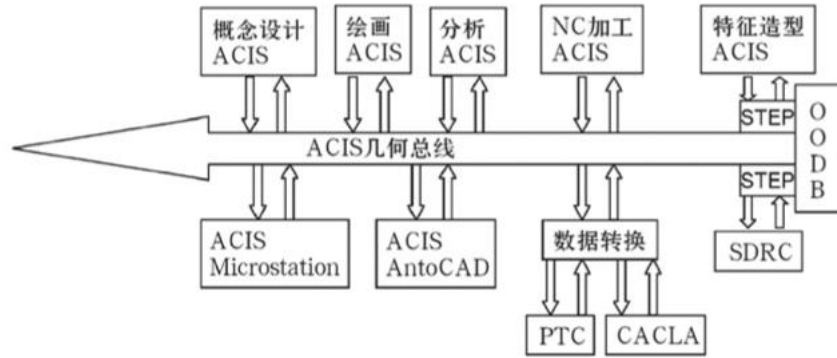 概念设计
ACIS
绘画
ACIS
分析
ACIS
NC加工
ACIS
特征造型
ACIS
STEP
OODB
ACIS几何总线
STEP
ACIS
Microstation
ACIS
AntoCAD
数据转换
SDRC
PTC
CACLA